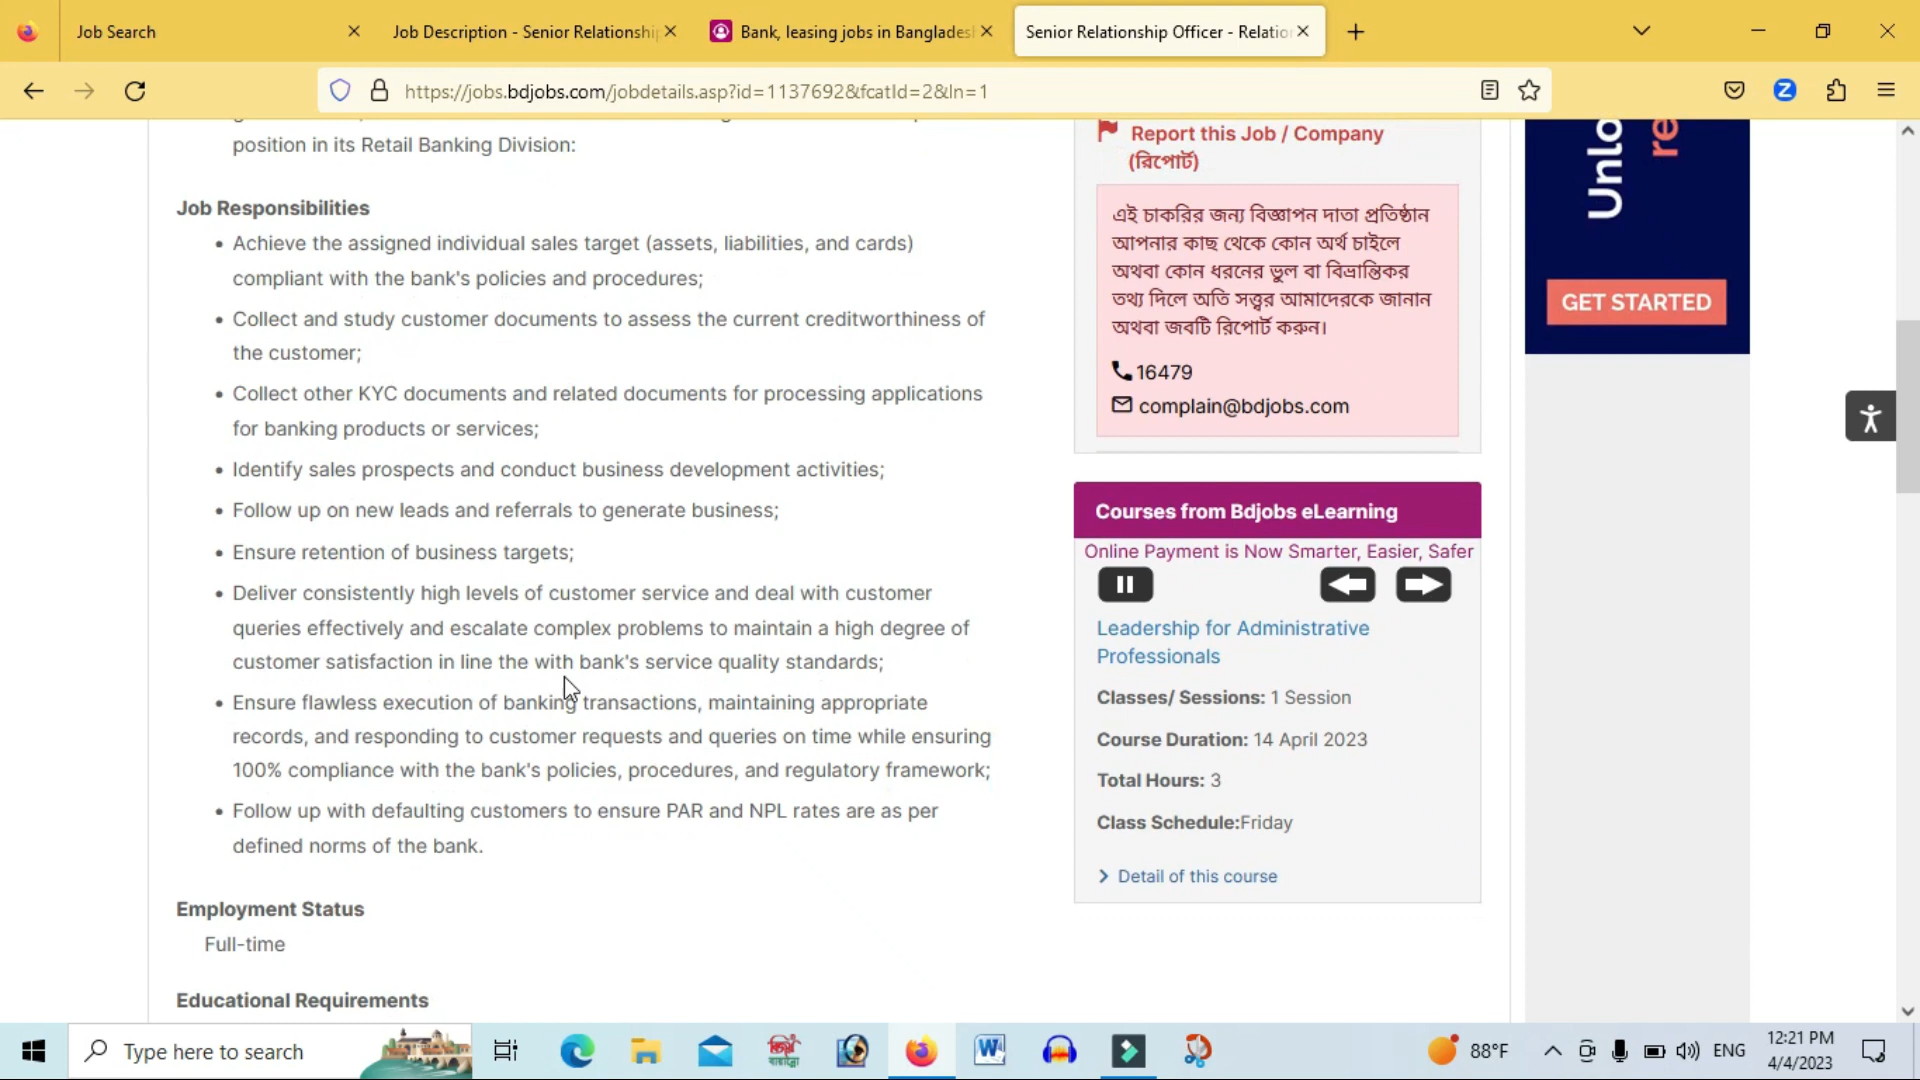 Job Search
Job Description - Senior Relationshi
Bank, leasing jobs in Banglades
Senior Relationship Officer - Relatio
https://jobs.bdjobs.com/jobdetails.asp?id=1137692&fcatId=2&ln=1
position in its Retail Banking Division:
Job Responsibilities
• Achieve the assigned individual sales target (assets, liabilities, and cards)
compliant with the bank's policies and procedures;
• Collect and study customer documents to assess the current creditworthiness of
the customer;
• Collect other KYC documents and related documents for processing applications
for banking products or services;
• Identify sales prospects and conduct business development activities;
• Follow up on new leads and referrals to generate business;
• Ensure retention of business targets;
• Deliver consistently high levels of customer service and deal with customer
queries effectively and escalate complex problems to maintain a high degree of
customer satisfaction in line the with bank's service quality standards;
• Ensure flawless execution of banking transactions, maintaining appropriate
records, and responding to customer requests and queries on time while ensuring
100% compliance with the bank's policies, procedures, and regulatory framework;
• Follow up with defaulting customers to ensure PAR and NPL rates are as per
defined norms of the bank.
Employment Status
Full-time
Educational Requirements
Report this Job / Company
(রিপোর্ট)
এই চাকরির জন্য বিজ্ঞাপন দাতা প্রতিষ্ঠান
আপনার কাছ থেকে কোন অর্থ চাইলে
অথবা কোন ধরনের ভুল বা বিভ্রান্তিকর
তথ্য দিলে অতি সত্ত্বর আমাদেরকে জানান
অথবা জবটি রিপোর্ট করুন।
16479
complain@bdjobs.com
Courses from Bdjobs eLearning
Online Payment is Now Smarter, Easier, Safer
Leadership for Administrative
Professionals
Classes/ Sessions: 1 Session
Course Duration: 14 April 2023
Total Hours: 3
Class Schedule:Friday
Detail of this course
Unlo
re
GET STARTED
Type here to search
88°F
ENG
12:21 PM
4/4/2023